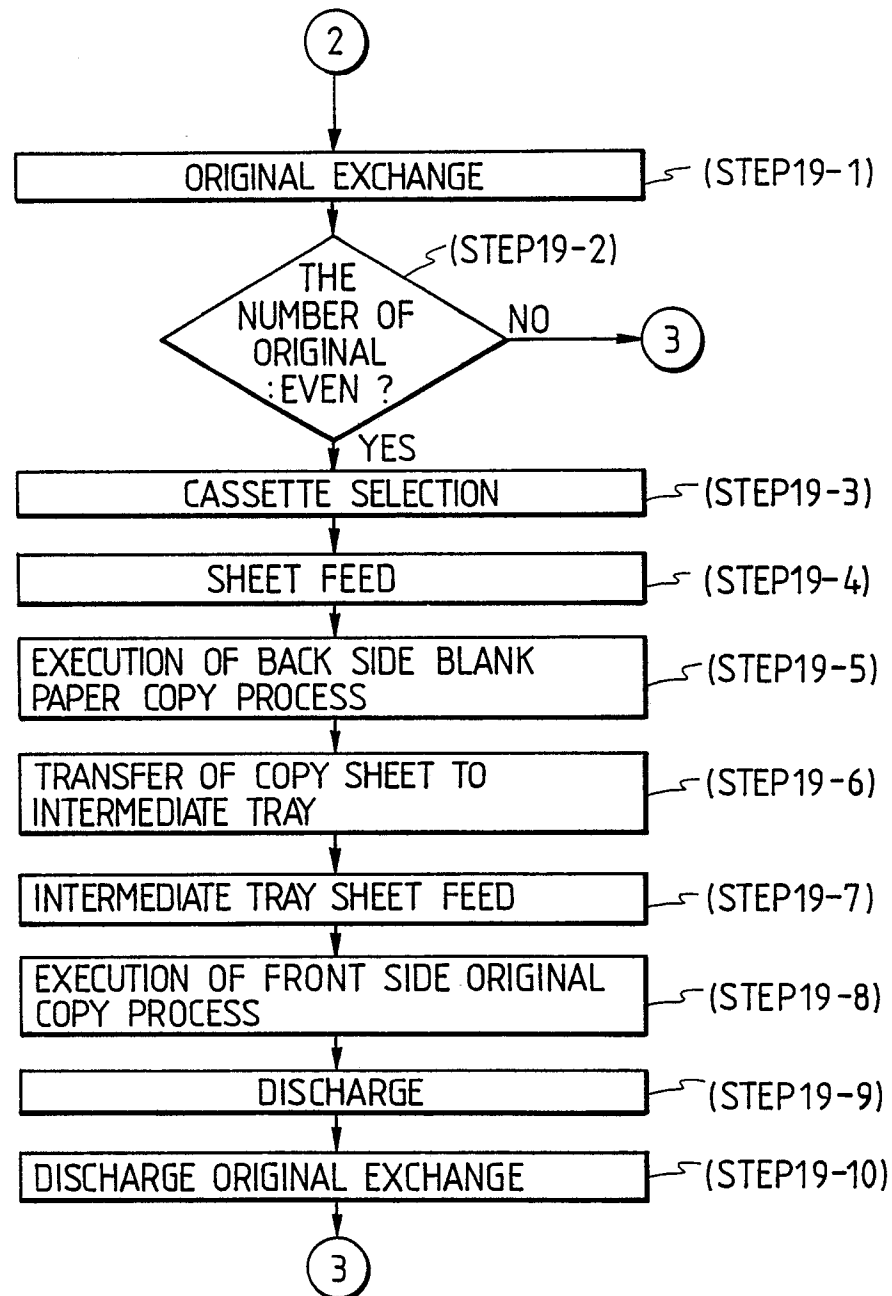 2
ORIGINAL EXCHANGE
(STEP19-1)
(STEP19-2)
THE
NUMBER OF
ORIGINAL
:EVEN ?
NO
3
YES
CASSETTE SELECTION
(STEP19-3)
SHEET FEED
(STEP19-4)
EXECUTION OF BACK SIDE BLANK
PAPER COPY PROCESS
(STEP19-5)
TRANSFER OF COPY SHEET TO
INTERMEDIATE TRAY
(STEP19-6)
INTERMEDIATE TRAY SHEET FEED
(STEP19-7)
EXECUTION OF FRONT SIDE ORIGINAL
COPY PROCESS
(STEP19-8)
DISCHARGE
(STEP19-9)
DISCHARGE ORIGINAL EXCHANGE
(STEP19-10)
3